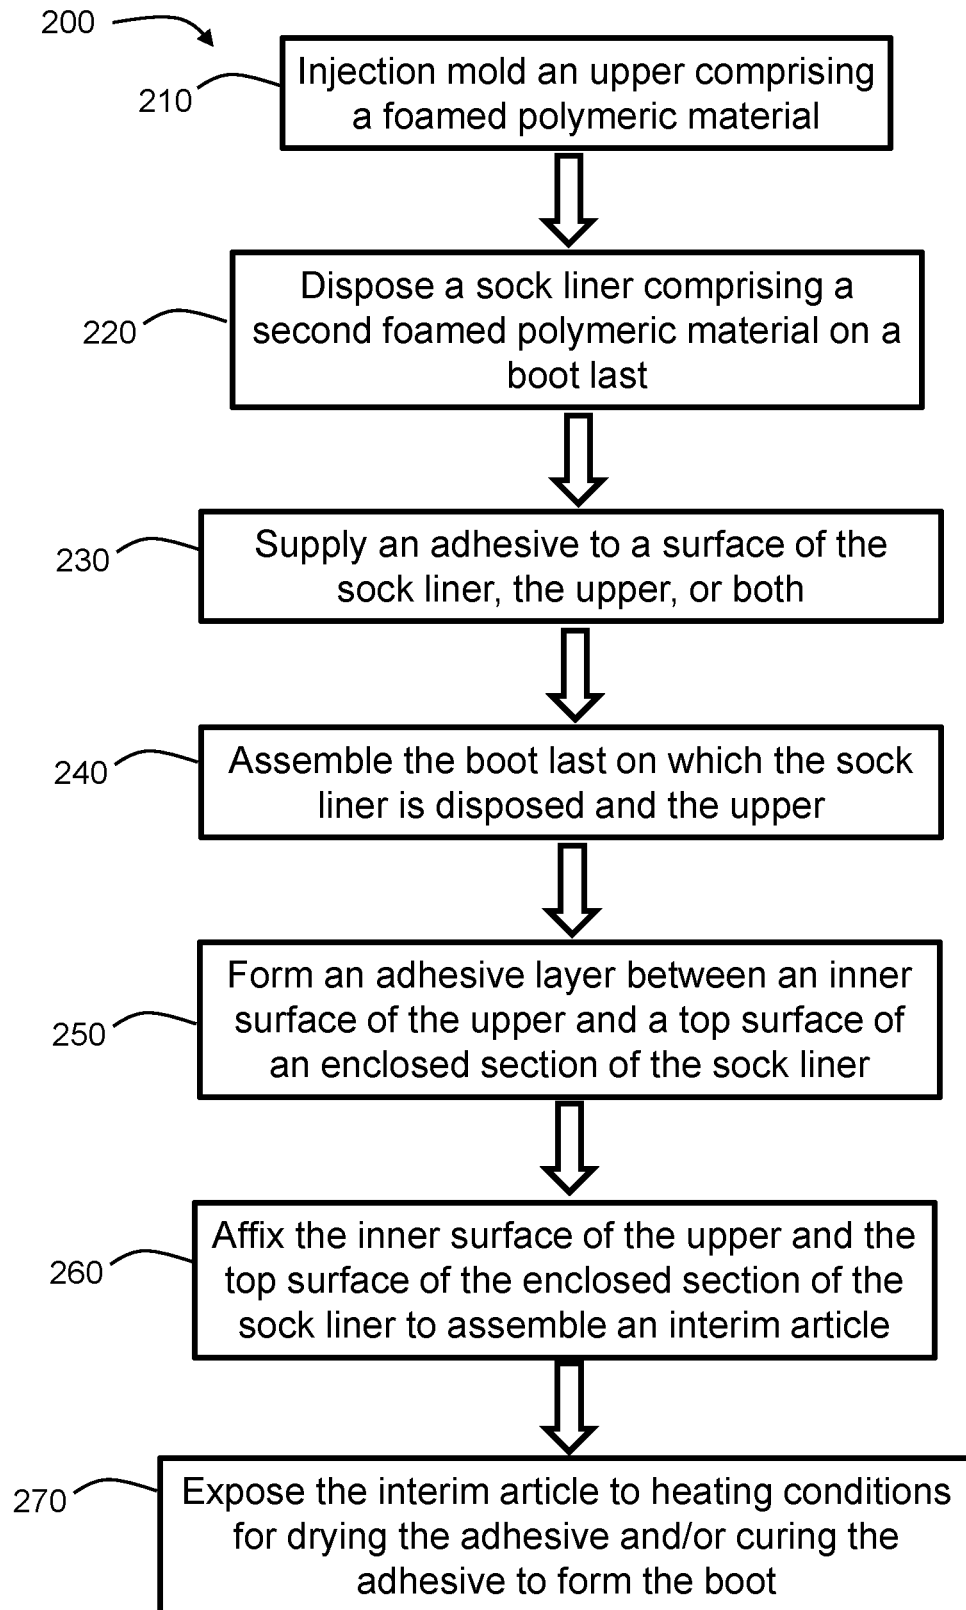 200
210
Injection mold an upper comprising
a foamed polymeric material
220
Dispose a sock liner comprising a
second foamed polymeric material on a
boot last
230
Supply an adhesive to a surface of the
sock liner, the upper, or both
240
Assemble the boot last on which the sock
liner is disposed and the upper
250
Form an adhesive layer between an inner
surface of the upper and a top surface of
an enclosed section of the sock liner
260
Affix the inner surface of the upper and the
top surface of the enclosed section of the
sock liner to assemble an interim article
270
Expose the interim article to heating conditions
for drying the adhesive and/or curing the
adhesive to form the boot